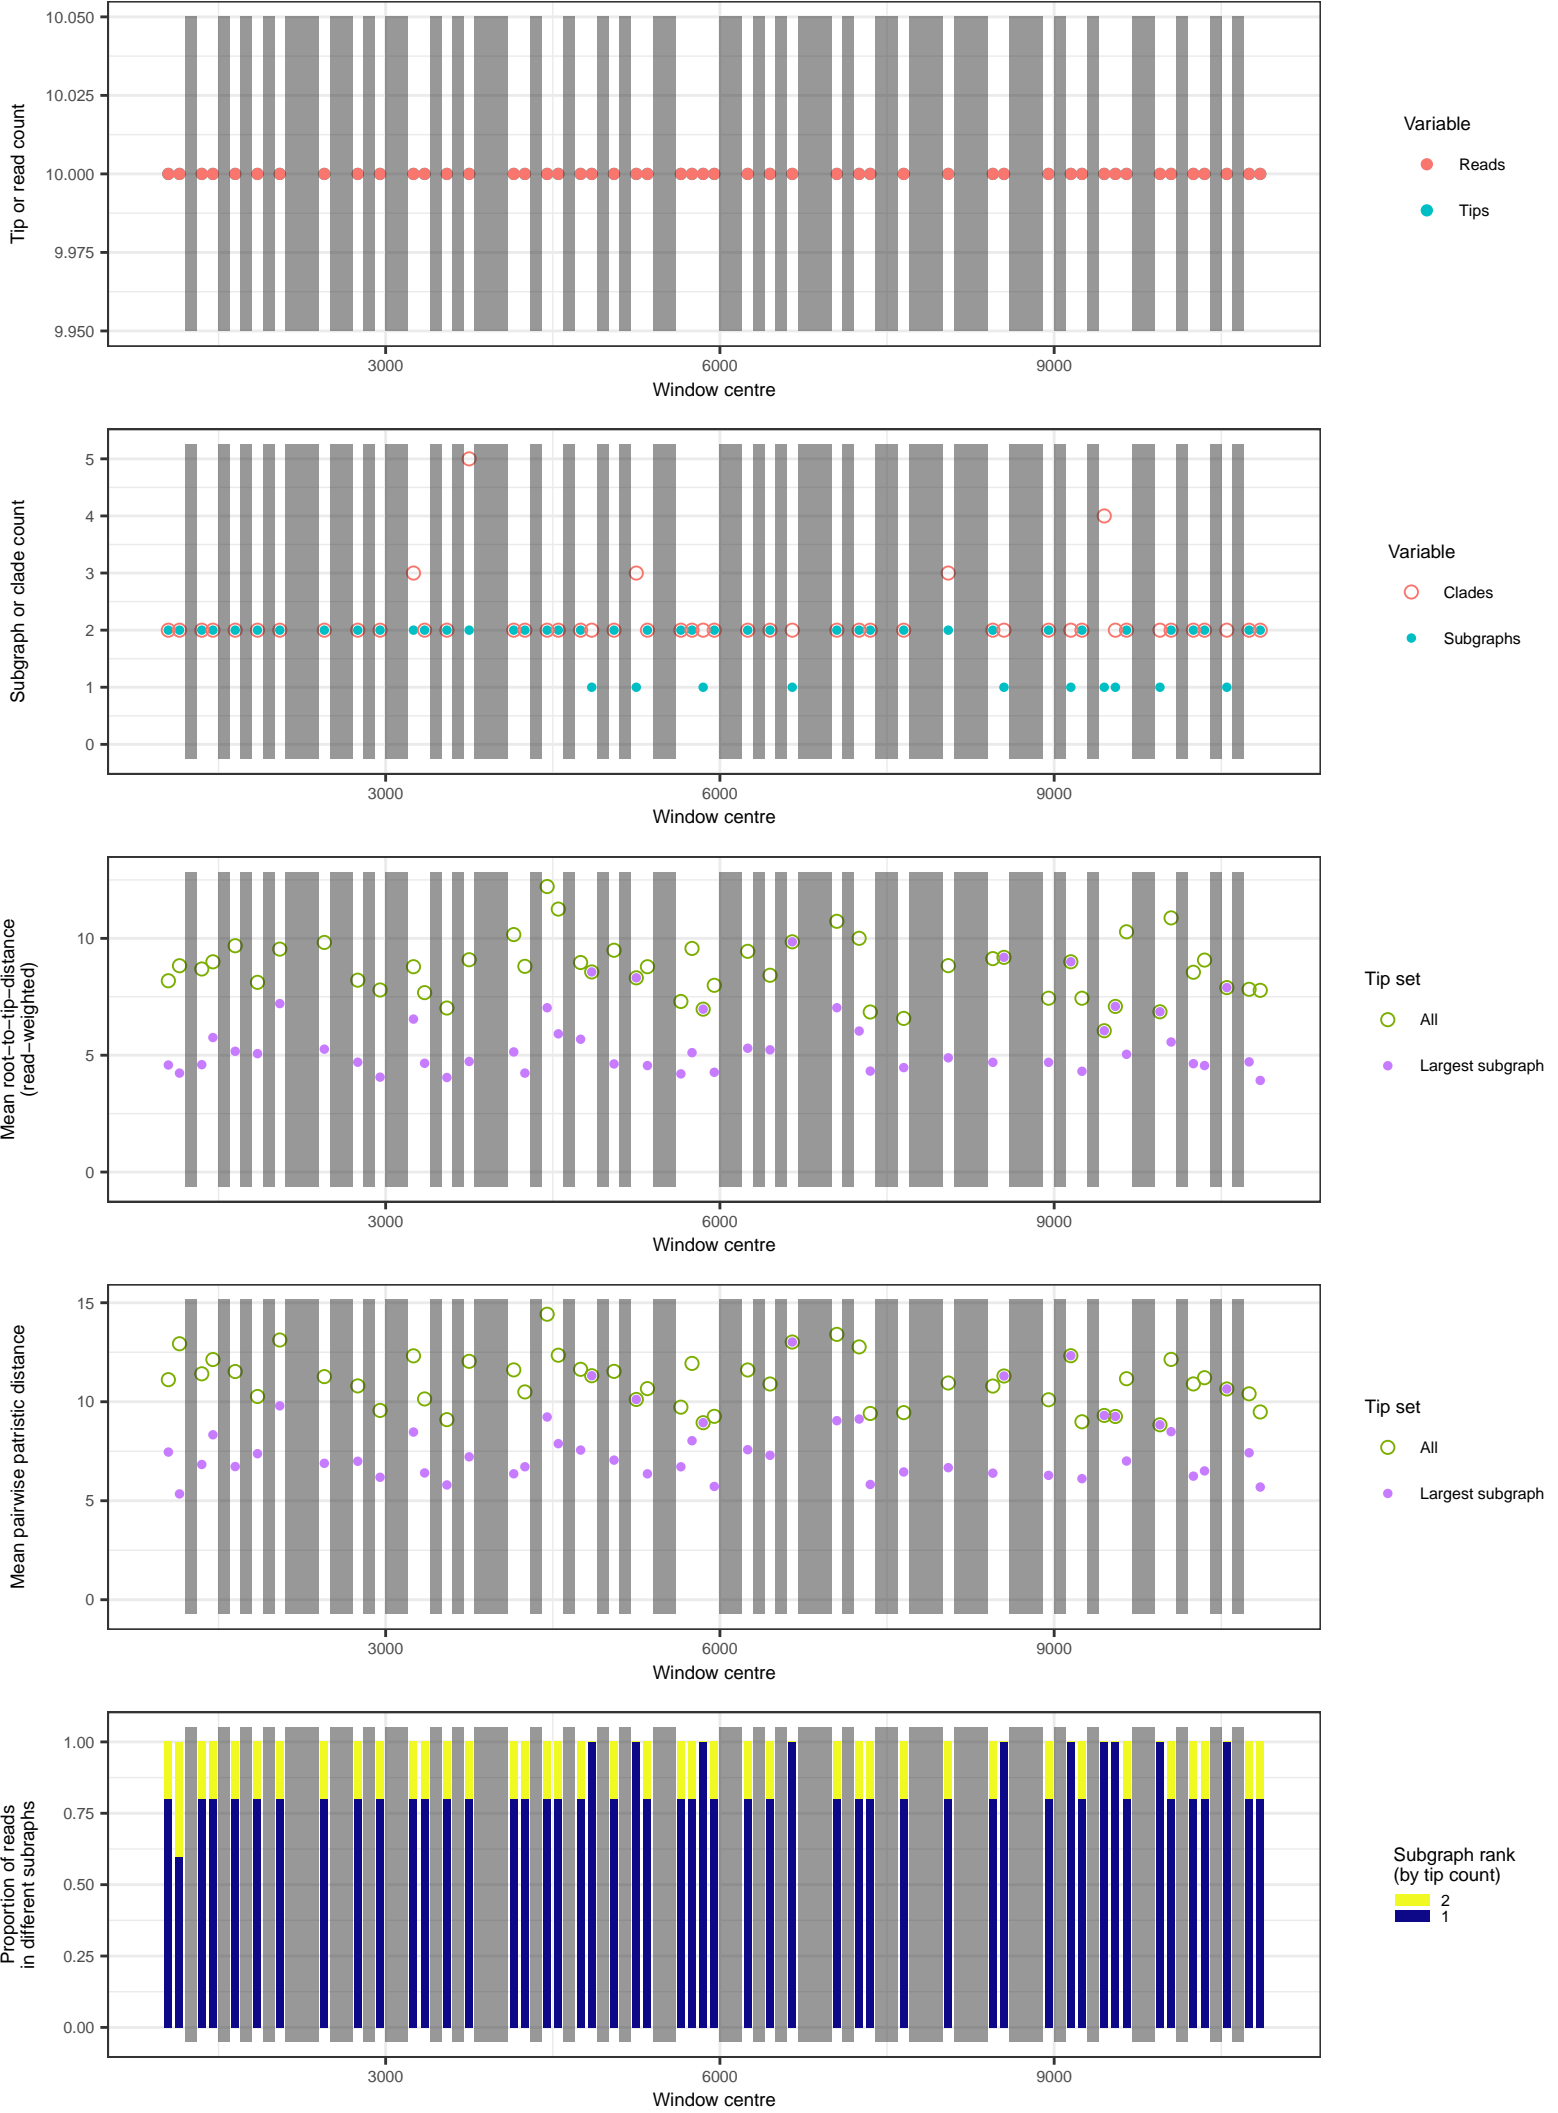 10.050
10.025
10.000
9.975
9.950
Tip or read count
3000
6000
9000
Window centre
Variable
Reads
Tips
5
4
3
2
1
0
Subgraph or clade count
3000
6000
9000
Window centre
Variable
Clades
Subgraphs
10
5
0
Mean root−to−tip−distance
(read−weighted)
3000
6000
9000
Window centre
Tip set
All
Largest subgraph
15
10
5
0
Mean pairwise patristic distance
3000
6000
9000
Window centre
Tip set
All
Largest subgraph
1.00
0.75
0.50
0.25
0.00
Proportion of reads
in different subraphs
3000
6000
9000
Window centre
Subgraph rank
(by tip count)
2
1